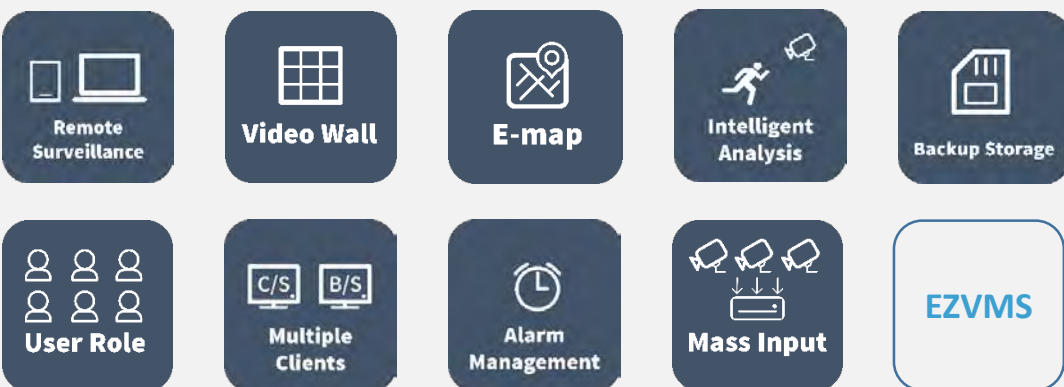 Remote
Surveillance
Video Wall
E-map
Intelligent
Analysis
Backup Storage
User Role
C/S
B/S
Multiple
Clients
Alarm
Management
Mass Input
EZVMS